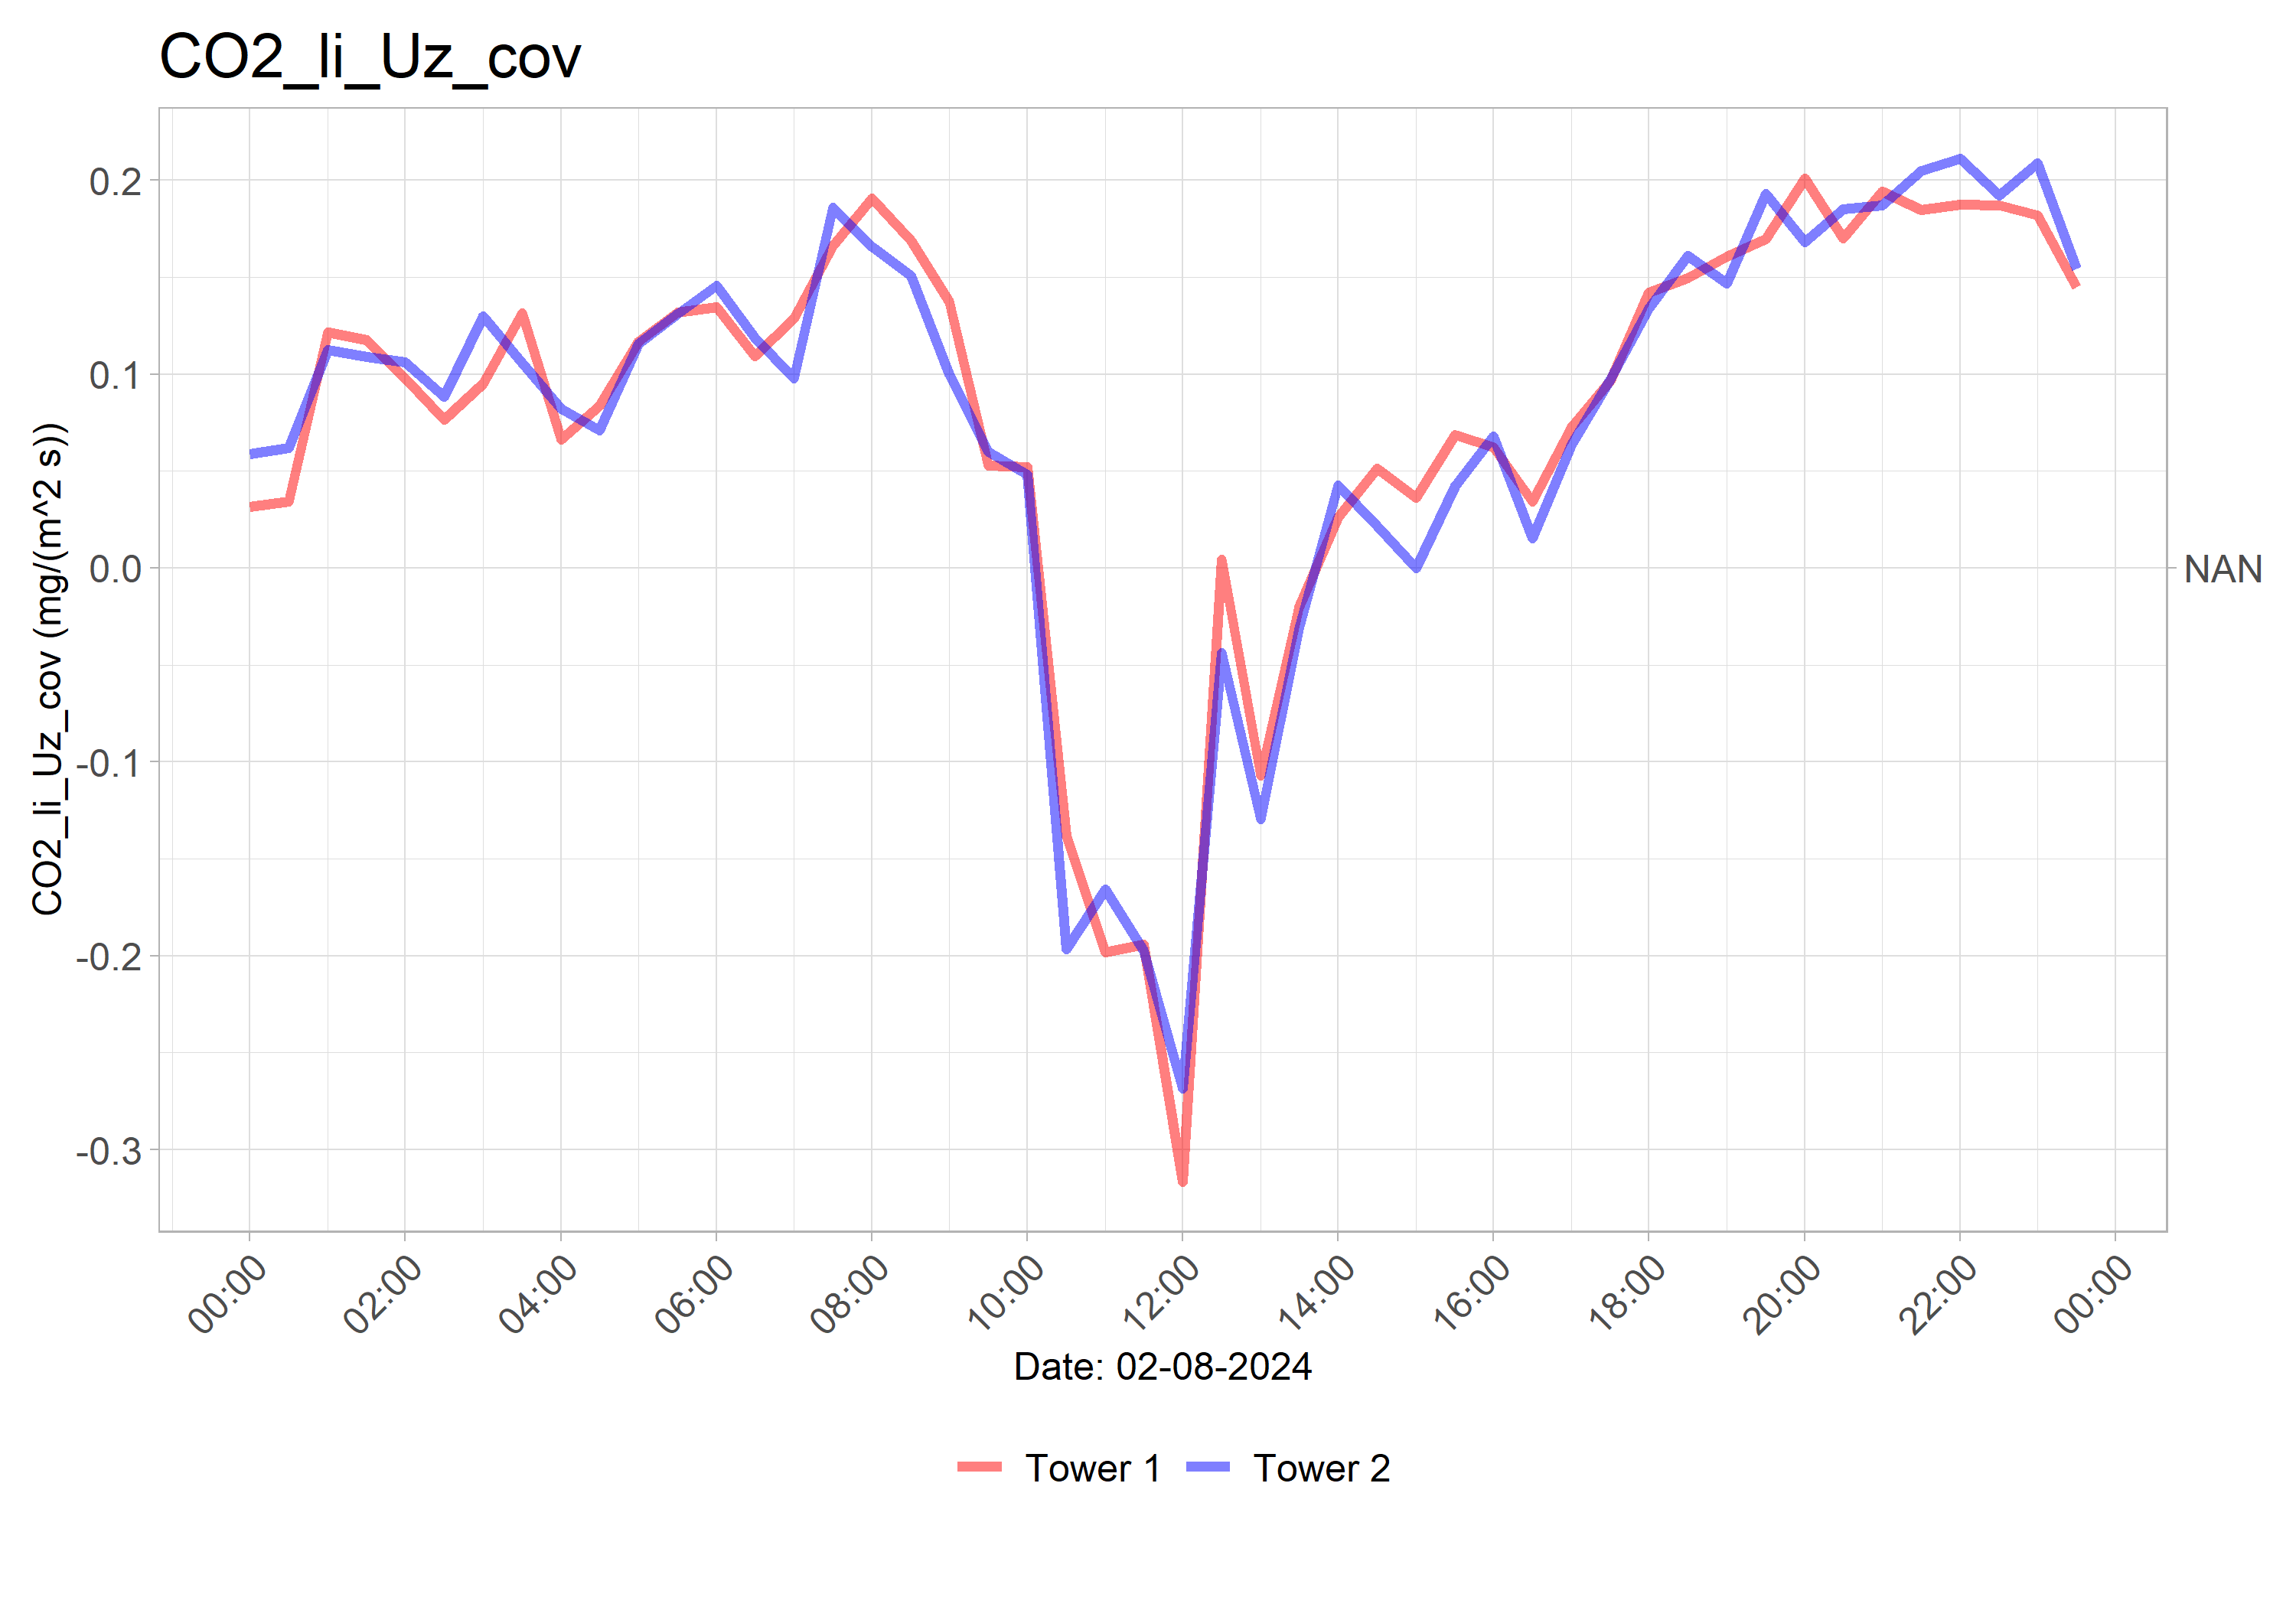 CO2_li_Uz_cov
CO2_li_Uz_cov (mg/(m^2 s))
0.2
0.1
0.0
-0.1
-0.2
-0.3
NAN
00:00 02:00 04:00 06:00 08:00 10:00 12:00 14:00 16:00 18:00 20:00 22:00 00:00
Date: 02-08-2024
Tower 1 Tower 2